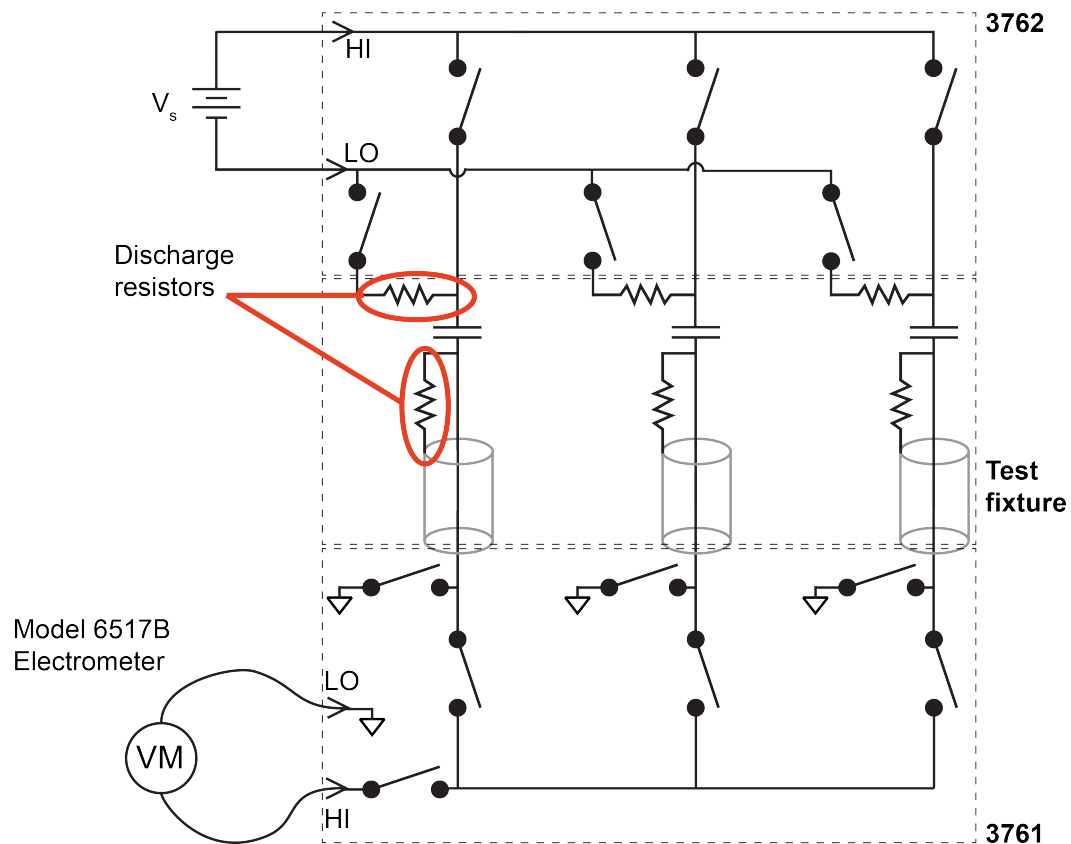 3762
HI
Vs
LO
Discharge
resistors
Test
fixture
Model 6517B
Electrometer
LO
VM
HI
3761